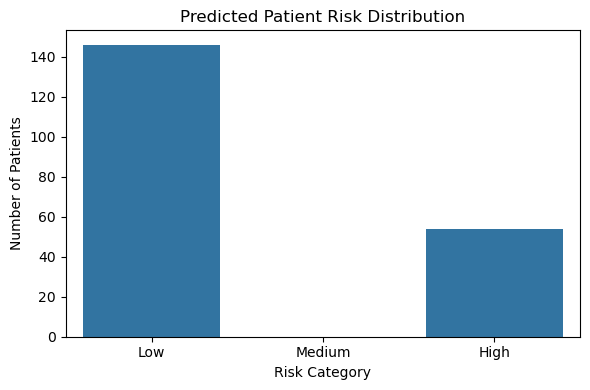 Predicted Patient Risk Distribution
Number of Patients
140
120
100
80
60
40
20
0
Low Medium High
Risk Category